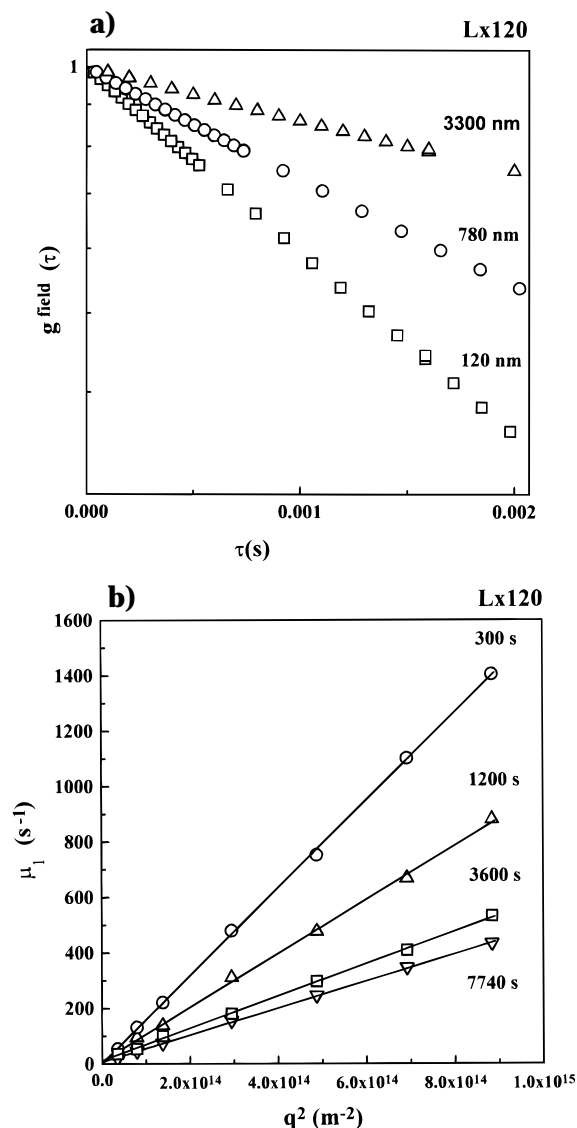 a) Lx120
1
3300 nm
780 nm
120 nm
g field (τ)
0.000 0.001 0.002
τ(s)
b) Lx120
1600
1400
1200
1000
800
600
400
200
0
300 s
1200 s
3600 s
7740 s
μ1 (s-1)
0.0 2.0x10^14 4.0x10^14 6.0x10^14 8.0x10^14 1.0x10^15
q² (m-2)